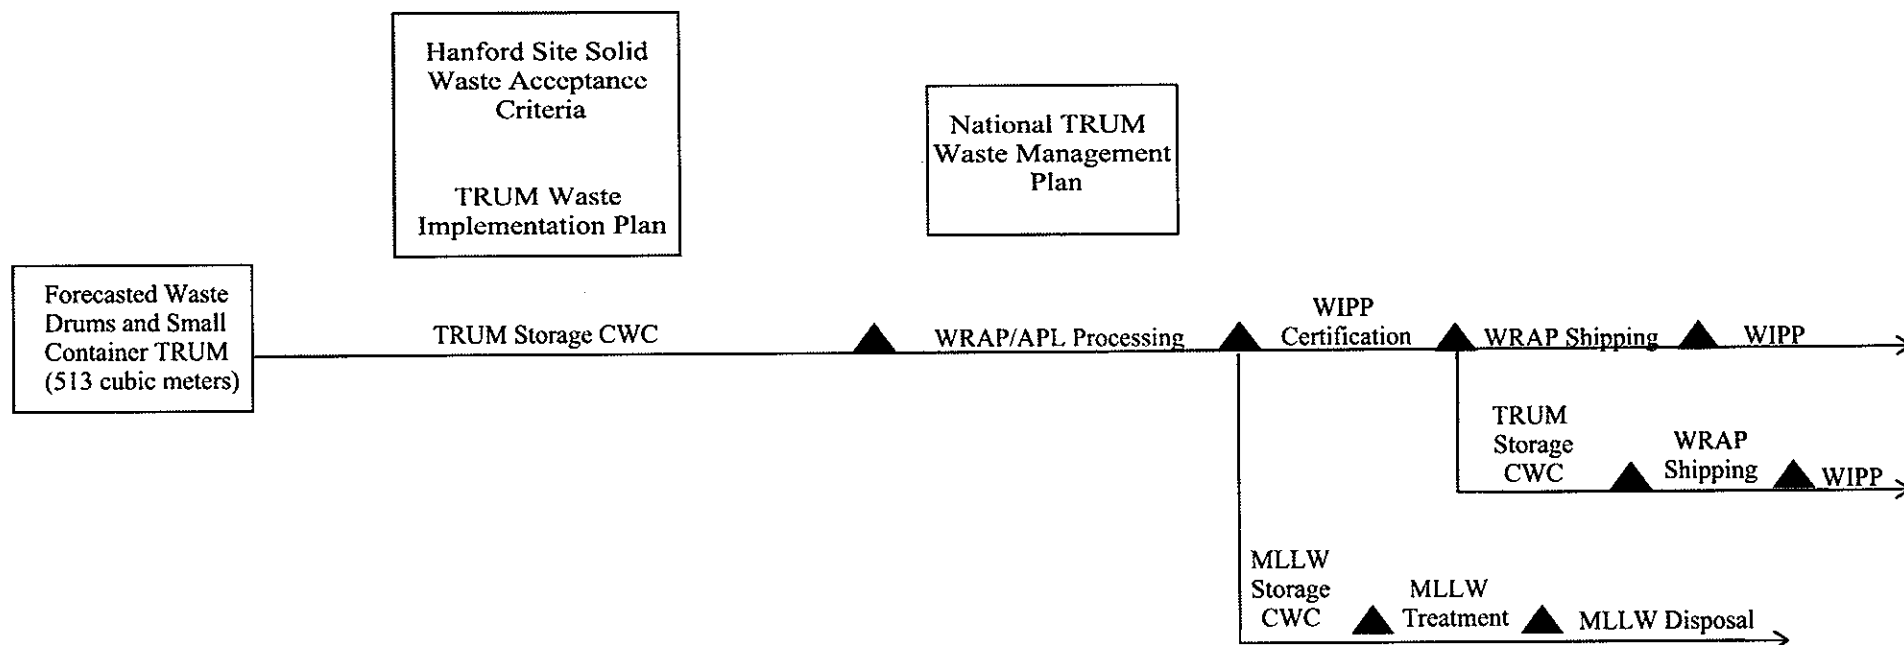 Hanford Site Solid
Waste Acceptance
Criteria
TRUM Waste
Implementation Plan
National TRUM
Waste Management
Plan
Forecasted Waste
Drums and Small
Container TRUM
(513 cubic meters)
TRUM Storage CWC
WRAP/APL Processing
WIPP
Certification
WRAP Shipping
WIPP
TRUM
Storage
CWC
WRAP
Shipping
WIPP
MLLW
Storage
CWC
MLLW
Treatment
MLLW Disposal